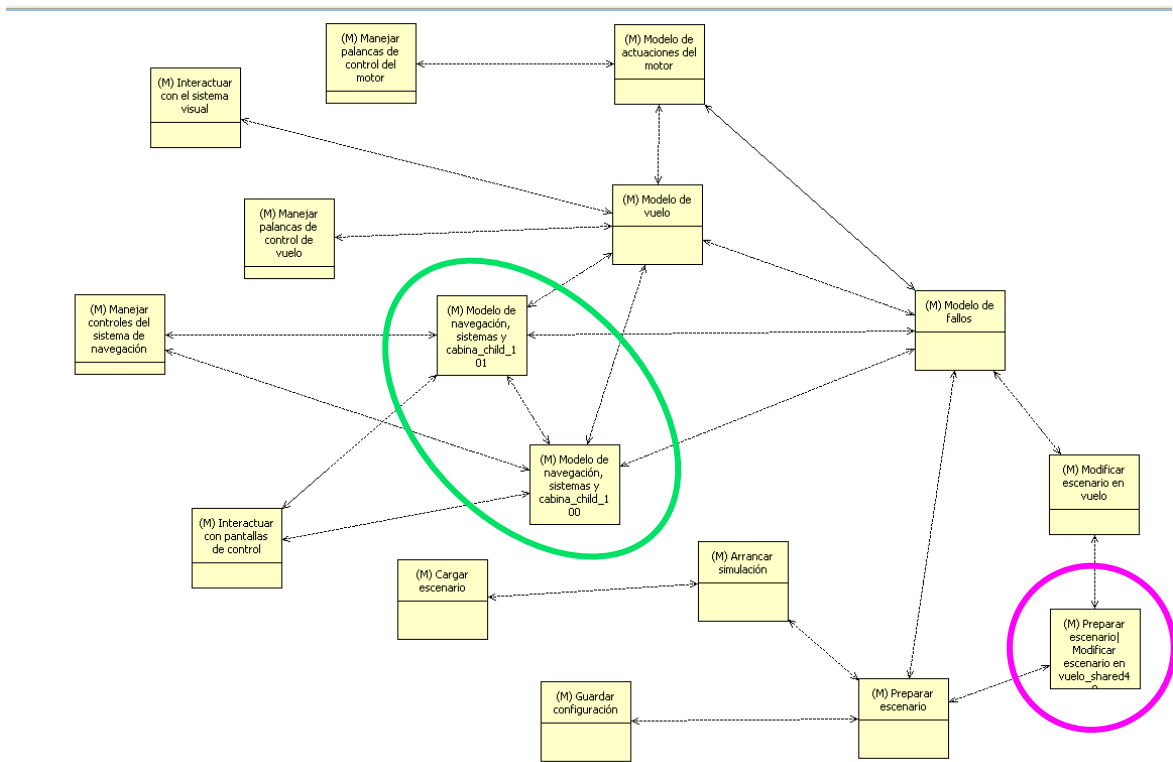 (M) Manejar
palancas de
control del
motor
(M) Modelo de
actuaciones del
motor
(M) Interactuar
con el sistema
visual
(M) Modelo de
vuelo
(M) Manejar
palancas de
control de
vuelo
(M) Manejar
controles del
sistema de
navegación
(M) Modelo de
navegación,
sistemas y
cabina_child_1
01
(M) Modelo de
fallos
(M) Modelo de
navegación,
sistemas y
cabina_child_1
00
(M) Modificar
escenario en
vuelo
(M) Interactuar
con pantallas
de control
(M) Cargar
escenario
(M) Arrancar
simulación
(M) Preparar
escenario|
Modificar
escenario en
vuelo_shared4
(M) Guardar
configuración
(M) Preparar
escenario